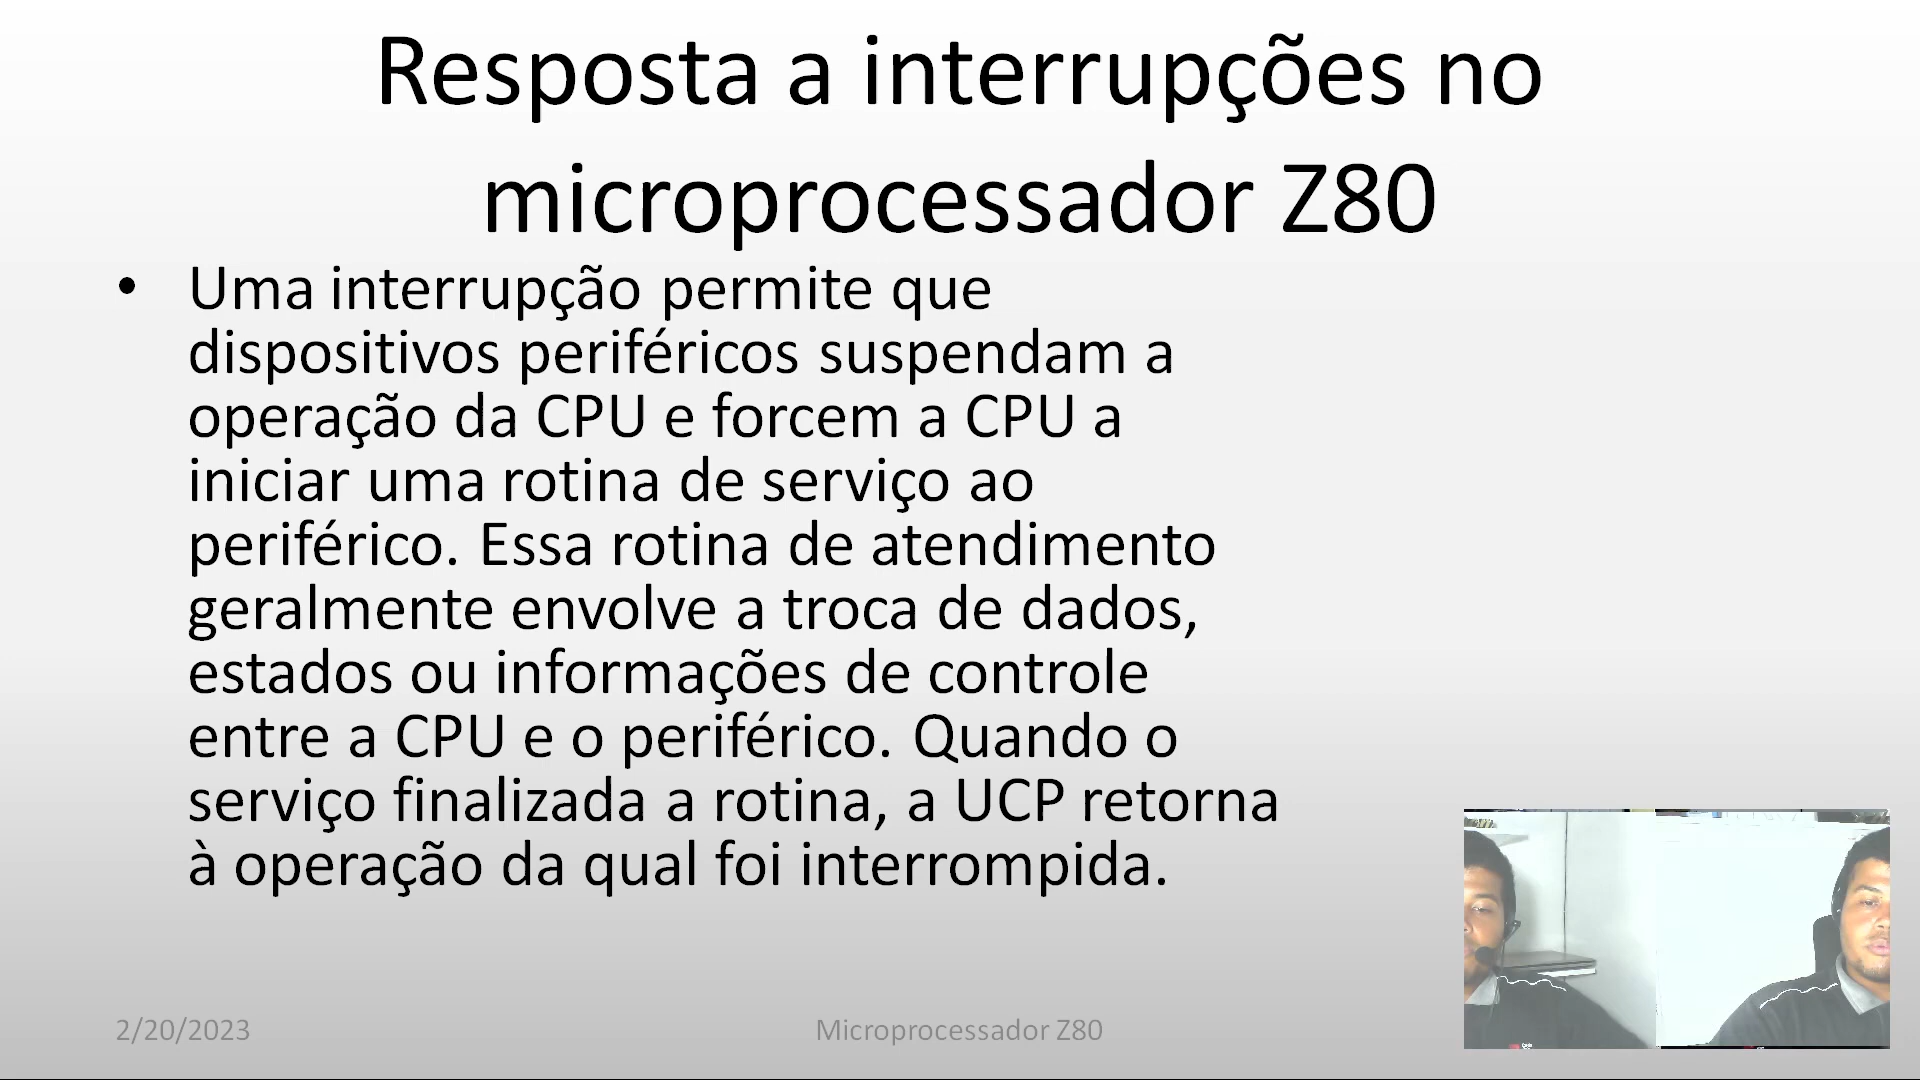 Resposta a interrupções no
microprocessador Z80
• Uma interrupção permite que
dispositivos periféricos suspendam a
operação da CPU e forcem a CPU a
iniciar uma rotina de serviço ao
periférico. Essa rotina de atendimento
geralmente envolve a troca de dados,
estados ou informações de controle
entre a CPU e o periférico. Quando o
serviço finalizada a rotina, a UCP retorna
à operação da qual foi interrompida.
2/20/2023
Microprocessador Z80